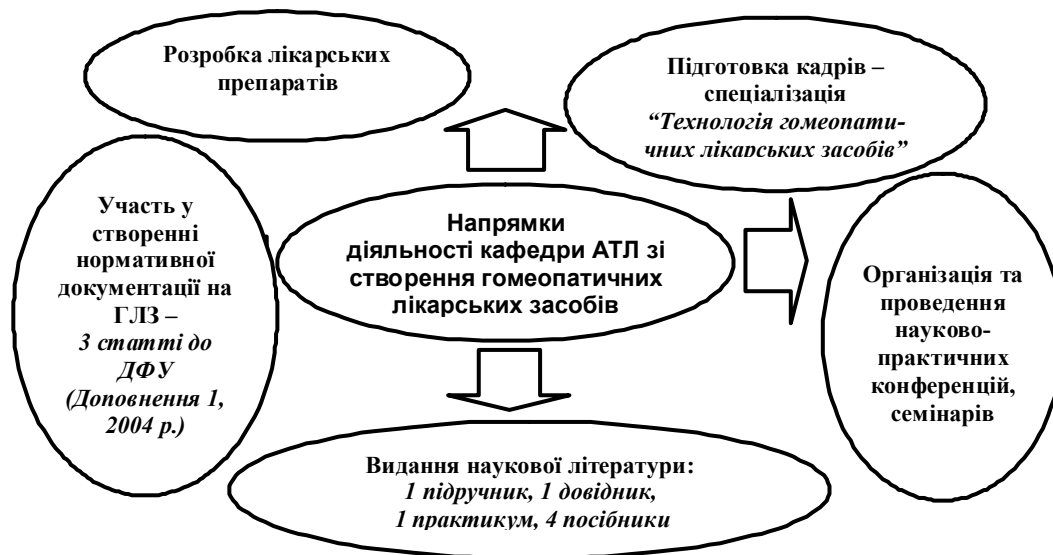 Розробка лікарських
препаратів
Підготовка кадрів –
спеціалізація
“Технологія гомеопати-
чних лікарських засобів”
Участь у
створенні
нормативної
документації на
ГЛЗ –
3 статті до
ДФУ
(Доповнення 1,
2004 р.)
Напрямки
діяльності кафедри АТЛ зі
створення гомеопатичних
лікарських засобів
Організація та
проведення
науково-
практичних
конференцій,
семінарів
Видання наукової літератури:
1 підручник, 1 довідник,
1 практикум, 4 посібники